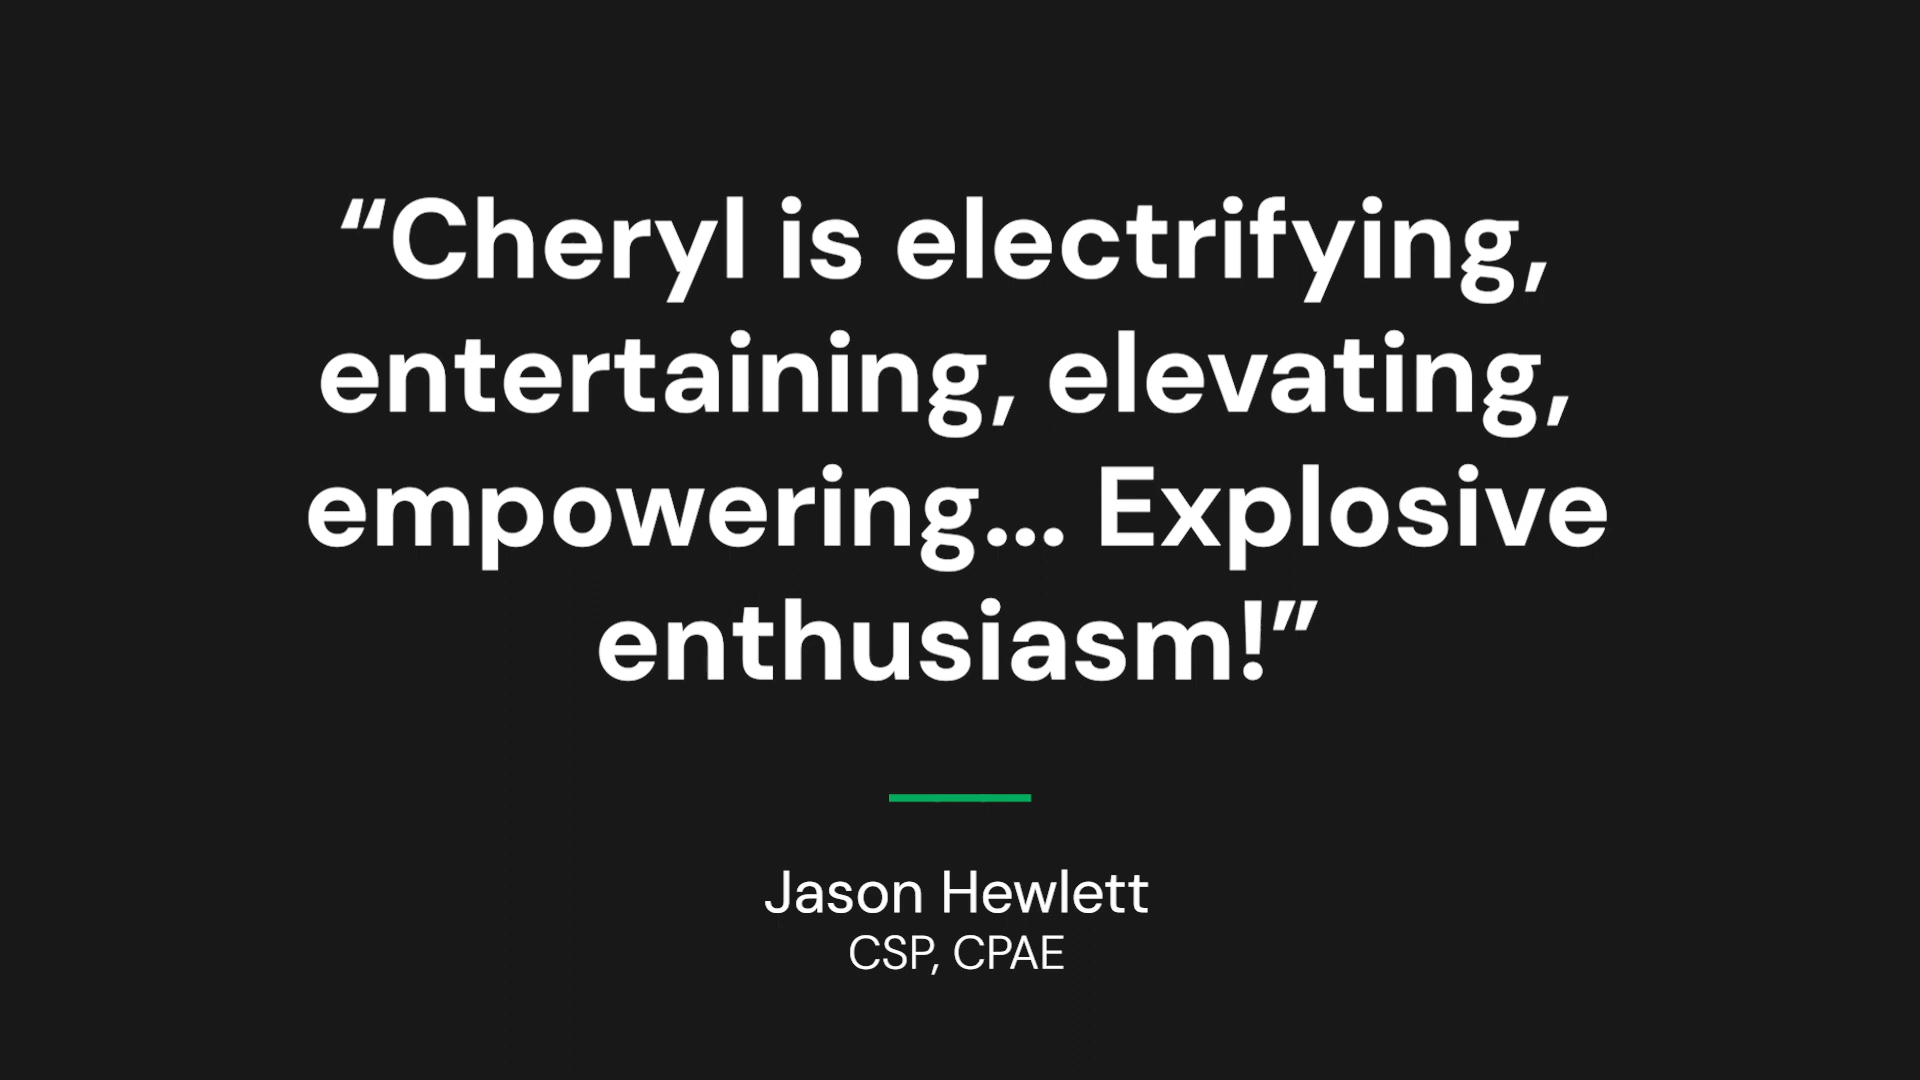 “Cheryl is electrifying,
entertaining, elevating,
empowering... Explosive
enthusiasm!”
Jason Hewlett
CSP, CPAE